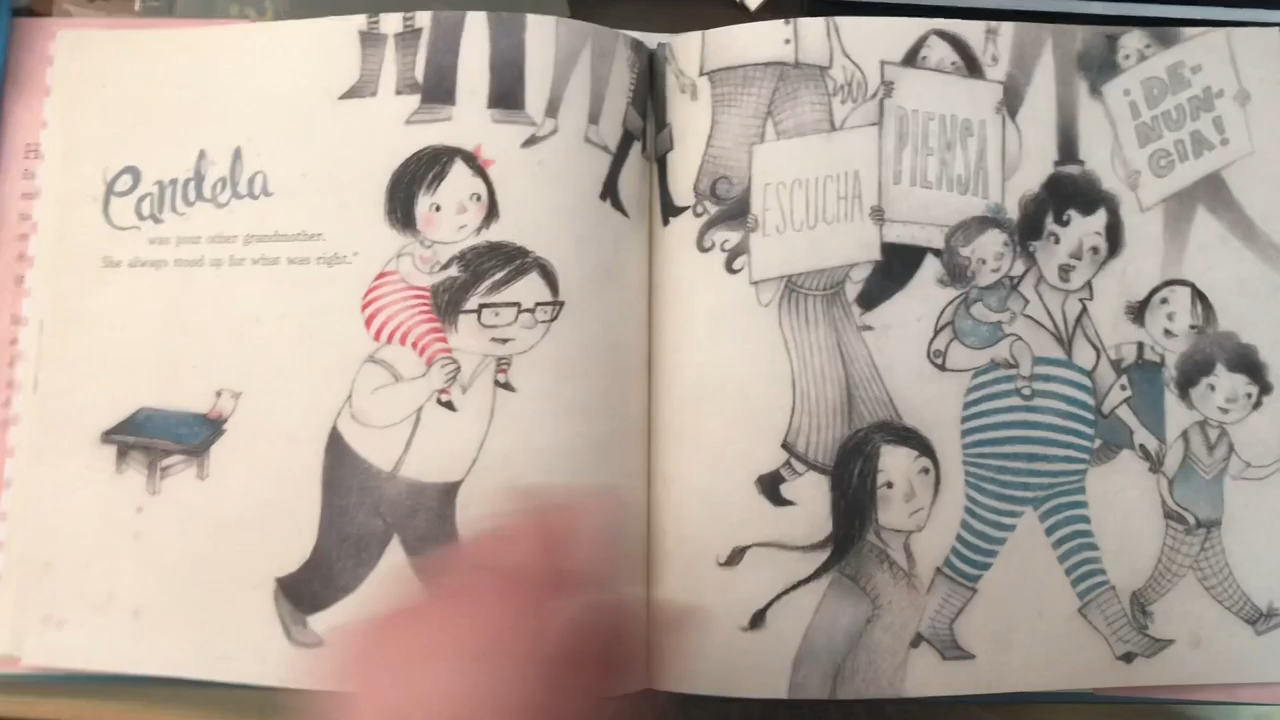 H
Candela
was your other grandmother.
She always stood up for what was right."
ESCUCHA
PIENSA
¡DE-
NUN-
CIA!